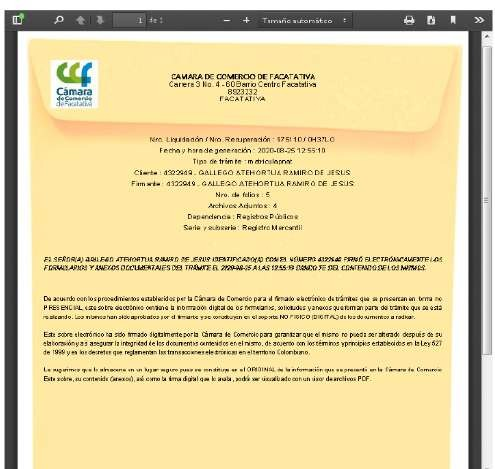 1 de 1
Tamaño automático
CCF
Cámara
de Comercio
de Facatativá
CAMARA DE COMERCIO DE FACATATIVA
Carrera 3 No. 4 - 60 Barrio Centro Facatativa
8923232
FACATATIVA
Nro. Liquidación / Nro. Recuperación :
Fecha y hora de generación : 2020-08-25 12:55:10
Tipo de trámite : matriculapnat
Cliente : 4322949 - GALLEGO ATEHORTUA RAMIRO DE JESUS
Firmante : 4322949 - GALLEGO ATEHORTUA RAMIRO DE JESUS
Nro. de folios : 5
Archivos Adjuntos : 4
Dependencia : Registros Públicos
Serie y subserie : Registro Mercantil
EL SEÑOR(A) GALLEGO ATEHORTUA RAMIRO DE JESUS IDENTIFICADO(A) CON EL NÚMERO 4322949 FIRMÓ ELECTRÓNICAMENTE LOS
FORMULARIOS Y ANEXOS DOCUMENTALES DEL TRÁMITE EL 2020-08-25 A LAS 12:55:10 DANDO FE DEL CONTENIDO DE LOS MISMOS.
De acuerdo con los procedimientos establecidos por la Cámara de Comercio para el firmado electrónico de trámites que se presentan en forma no
PRESENCIAL, este sobre electrónico contiene la información digital de los formularios, solicitudes y anexos que forman parte del trámite que se está
realizando. Los mismos han sido aprobados por el firmante y se constituyen en el soporte NO FISICO (DIGITAL) de los documentos a radicar.
Este sobre electrónico ha sido firmado digitalmente por la Cámara de Comercio para garantizar que el mismo no pueda ser alterado después de su
elaboración y así asegurar la integridad de los documentos contenidos en el mismo, de acuerdo con los términos y principios establecidos en la Ley 527
de 1999 y en los decretos que reglamentan las transacciones electrónicas en el territorio Colombiano.
Le sugerimos que lo almacene en un lugar seguro pues se constituye en el ORIGINAL de la información que se presentó en la Cámara de Comercio
Este sobre, su contenido (anexos), así como la firma digital que lo avala, podrá ser visualizado con un visor de archivos PDF.